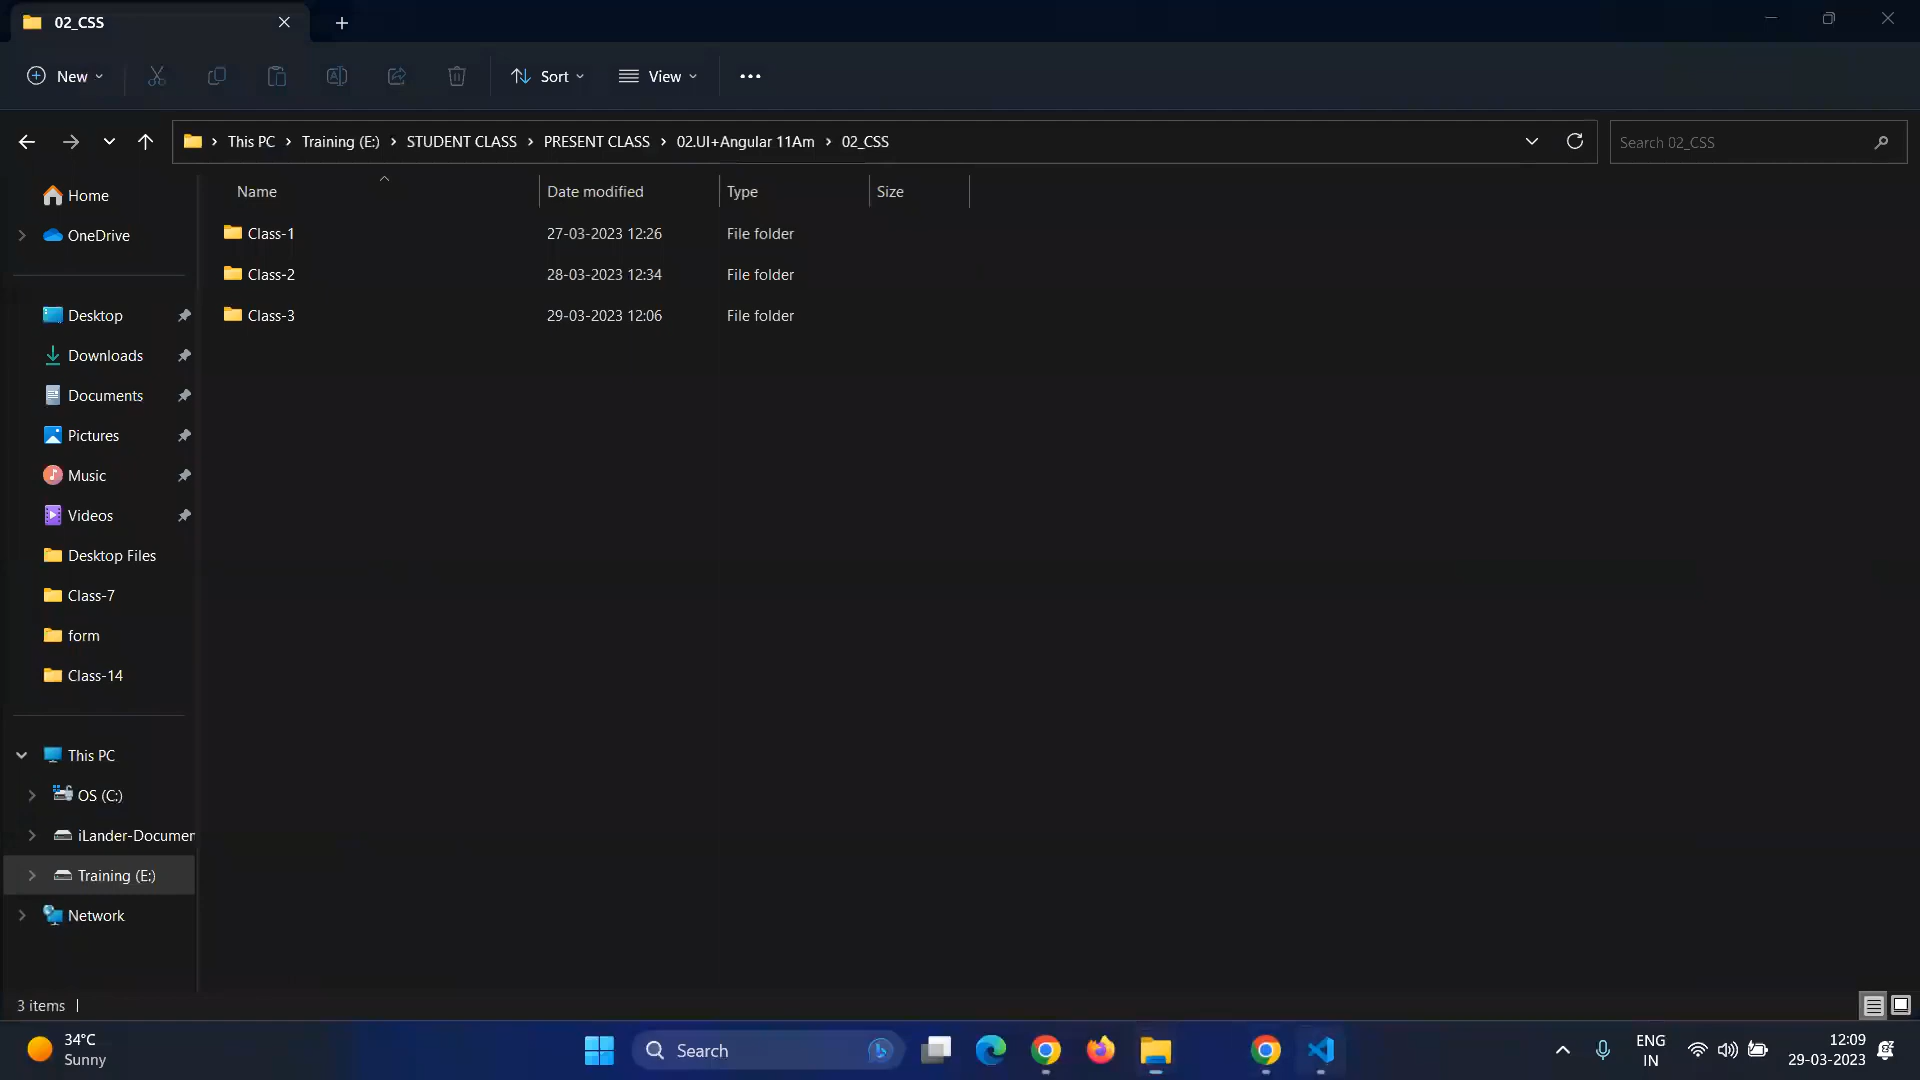 02_CSS
New
Sort
View
This PC
Training (E:)
STUDENT CLASS
PRESENT CLASS
02.UI+Angular 11Am
02_CSS
Search 02_CSS
Name
Date modified
Type
Size
Class-1
27-03-2023 12:26
File folder
Class-2
28-03-2023 12:34
File folder
Class-3
29-03-2023 12:06
File folder
Home
OneDrive
Desktop
Downloads
Documents
Pictures
Music
Videos
Desktop Files
Class-7
form
Class-14
This PC
OS (C:)
iLander-Documen
Training (E:)
Network
3 items
34°C
Sunny
Search
ENG
IN
12:09
29-03-2023